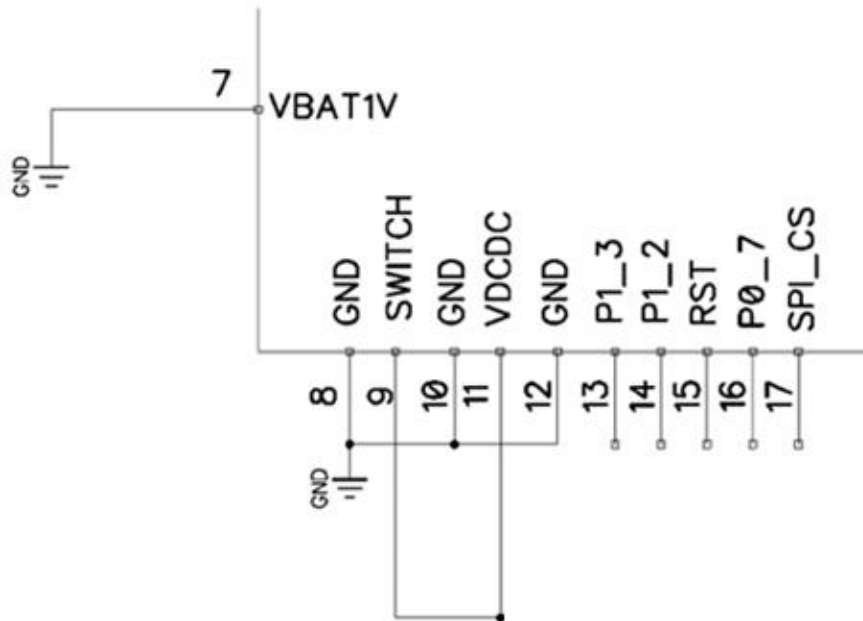 7
VBAT1V
GND
GND
SWITCH
GND
VDCDC
GND
P1_3
P1_2
RST
P0_7
SPI_CS
8
9
10
11
12
13
14
15
16
17
GND